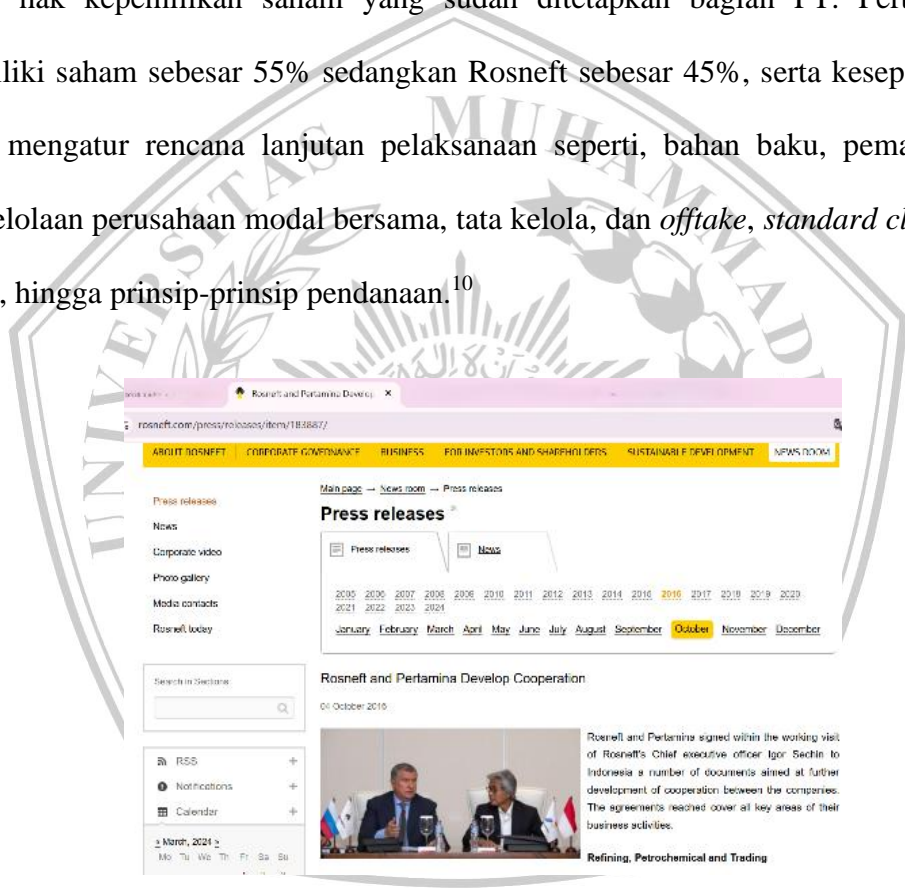 hak kepemilikan saham yang sudah ditetapkan bagian PT.
saham sebesar 55% sedangkan Rosneft sebesar 45%, serta
mengatur rencana lanjutan pelaksanaan seperti, bahan baku,
perusahaan modal bersama, tata kelola, dan offtake, standard
, hingga prinsip-prinsip pendanaan.10
UNIVERSITAS MUHAMMAD
Rosneft and Pertamina Develop
rosneft.com/press/releases/item/183887/
ABOUT ROSNEFT CORPORATE GOVERNANCE BUSINESS FOR INVESTORS AND SHAREHOLDERS SUSTAINABLE DEVELOPMENT NEWS ROOM
Main page → News room → Press releases
Press releases
Press releases
News
Corporate video
Photo gallery
Media contacts
Rosneft today
Press releases News
2005 2006 2007 2008 2009 2010 2011 2012 2013 2014 2015 2016 2017 2018 2019 2020
2021 2022 2023 2024
January February March April May June July August September October November December
Search in Sections
Rosneft and Pertamina Develop Cooperation
04 October 2016
RSS
Notifications
Calendar
March, 2024
Mo Tu We Th Fr Sa Su
Rosneft and Pertamina signed within the working visit
of Rosneft's Chief executive officer Igor Sechin to
Indonesia a number of documents aimed at further
development of cooperation between the companies.
The agreements reached cover all key areas of their
business activities.
Refining, Petrochemical and Trading